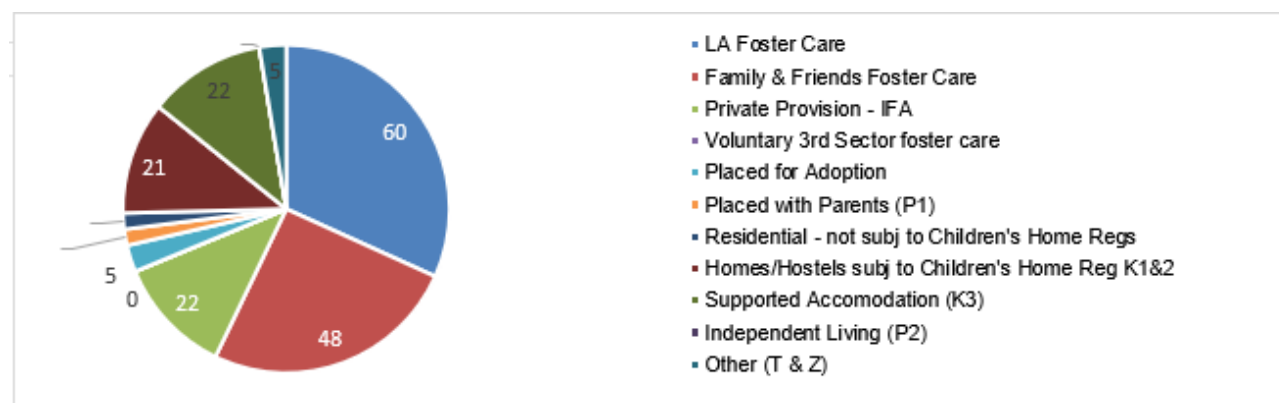 5
22
60
21
5
0
22
48
LA Foster Care
Family & Friends Foster Care
Private Provision - IFA
Voluntary 3rd Sector foster care
Placed for Adoption
Placed with Parents (P1)
Residential - not subj to Children's Home Regs
Homes/Hostels subj to Children's Home Reg K1&2
Supported Accomodation (K3)
Independent Living (P2)
Other (T & Z)